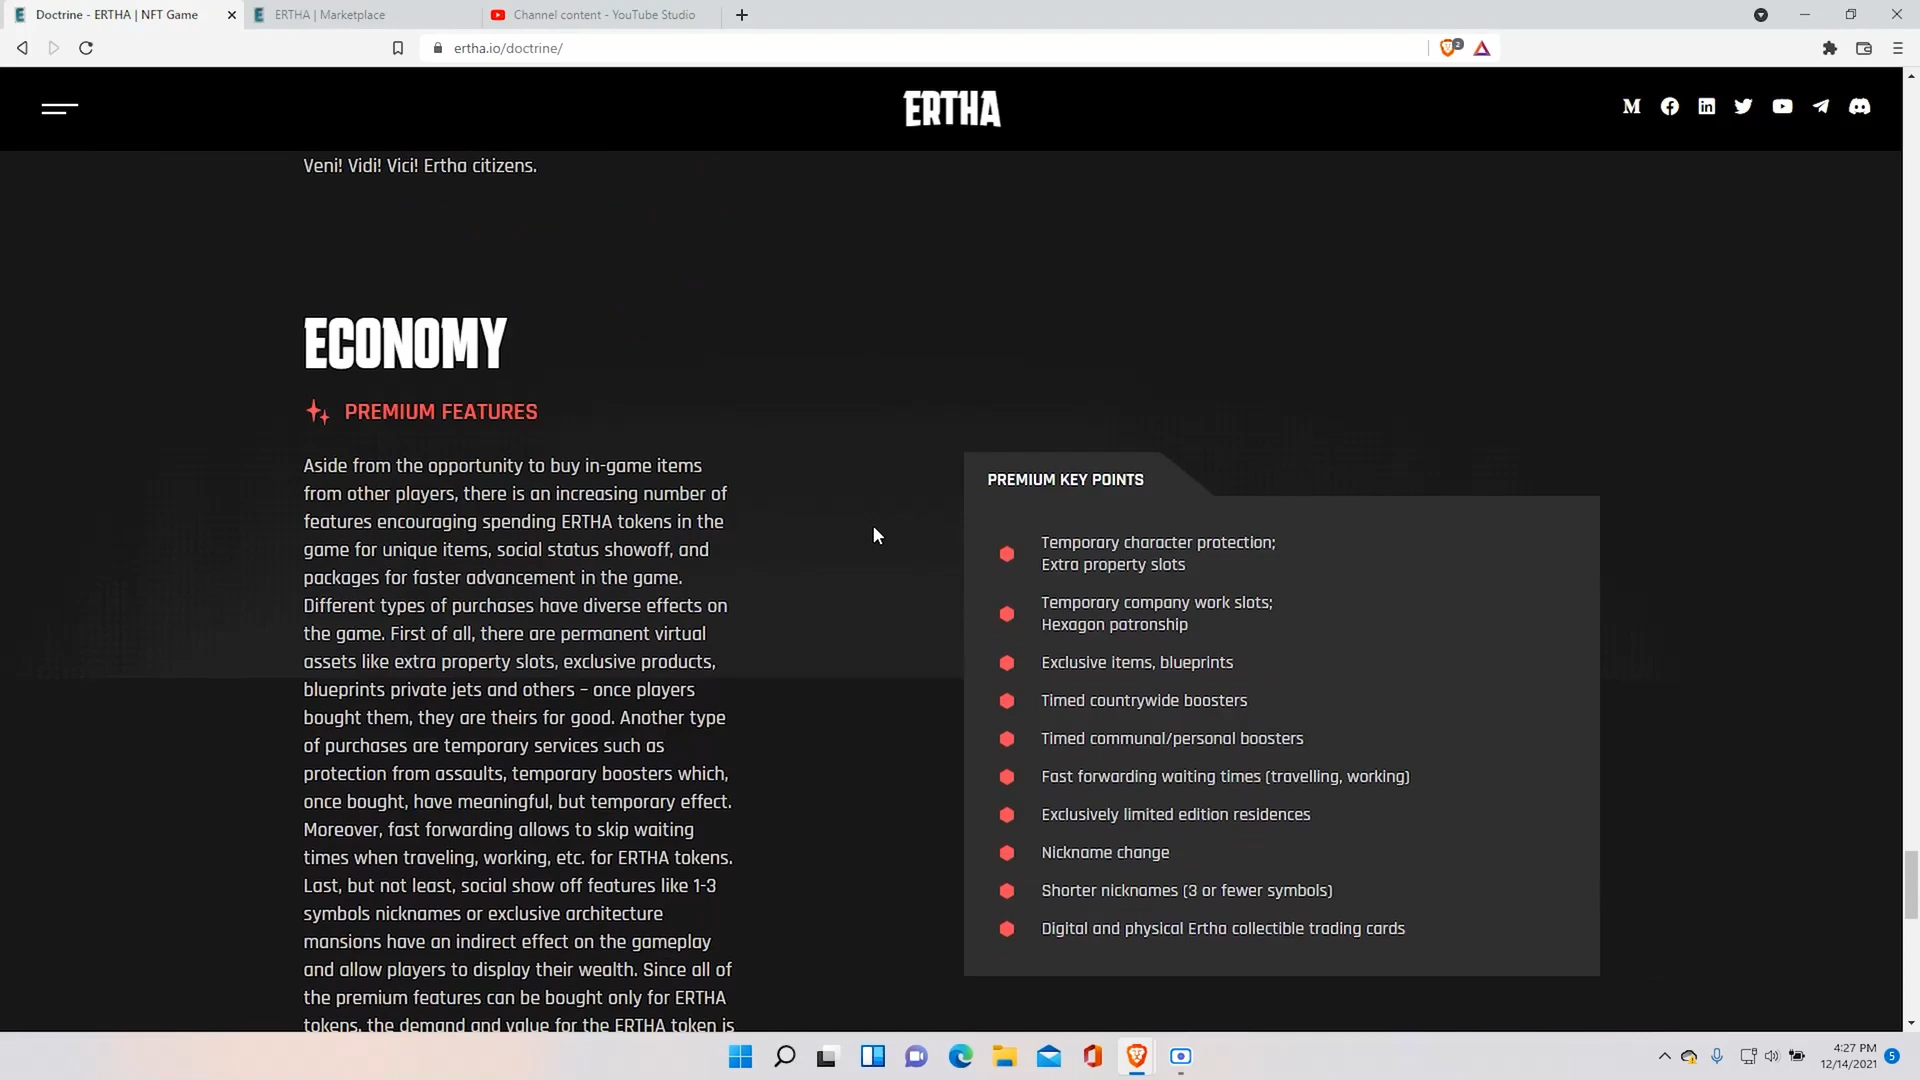 Doctrine - ERTHA | NFT Game
ERTHA | Marketplace
Channel content - YouTube Studio
ertha.io/doctrine/
2
ERTHA
Veni! Vidi! Vici! Ertha citizens.
ECONOMY
PREMIUM FEATURES
Aside from the opportunity to buy in-game items
from other players, there is an increasing number of
features encouraging spending ERTHA tokens in the
game for unique items, social status showoff, and
packages for faster advancement in the game.
Different types of purchases have diverse effects on
the game. First of all, there are permanent virtual
assets like extra property slots, exclusive products,
blueprints private jets and others – once players
bought them, they are theirs for good. Another type
of purchases are temporary services such as
protection from assaults, temporary boosters which,
once bought, have meaningful, but temporary effect.
Moreover, fast forwarding allows to skip waiting
times when traveling, working, etc. for ERTHA tokens.
Last, but not least, social show off features like 1-3
symbols nicknames or exclusive architecture
mansions have an indirect effect on the gameplay
and allow players to display their wealth. Since all of
the premium features can be bought only for ERTHA
tokens, the demand and value for the ERTHA token is
PREMIUM KEY POINTS
Temporary character protection;
Extra property slots
Temporary company work slots;
Hexagon patronship
Exclusive items, blueprints
Timed countrywide boosters
Timed communal/personal boosters
Fast forwarding waiting times (travelling, working)
Exclusively limited edition residences
Nickname change
Shorter nicknames (3 or fewer symbols)
Digital and physical Ertha collectible trading cards
4:27 PM
12/14/2021
5